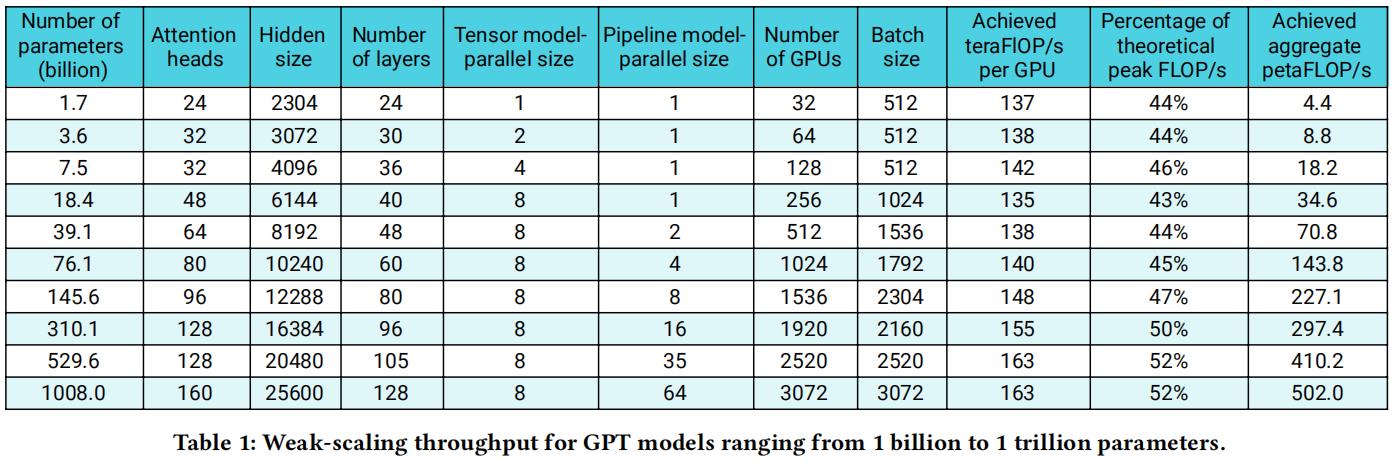 Number of parameters (billion) Attention heads Hidden size Number of layers Tensor model-parallel size Pipeline model-parallel size Number of GPUs Batch size Achieved teraFlOP/s per GPU Percentage of theoretical peak FLOP/s Achieved aggregate petaFLOP/s
1.7 24 2304 24 1 1 32 512 137 44% 4.4
3.6 32 3072 30 2 1 64 512 138 44% 8.8
7.5 32 4096 36 4 1 128 512 142 46% 18.2
18.4 48 6144 40 8 1 256 1024 135 43% 34.6
39.1 64 8192 48 8 2 512 1536 138 44% 70.8
76.1 80 10240 60 8 4 1024 1792 140 45% 143.8
145.6 96 12288 80 8 8 1536 2304 148 47% 227.1
310.1 128 16384 96 8 16 1920 2160 155 50% 297.4
529.6 128 20480 105 8 35 2520 2520 163 52% 410.2
1008.0 160 25600 128 8 64 3072 3072 163 52% 502.0
Table 1: Weak-scaling throughput for GPT models ranging from 1 billion to 1 trillion parameters.